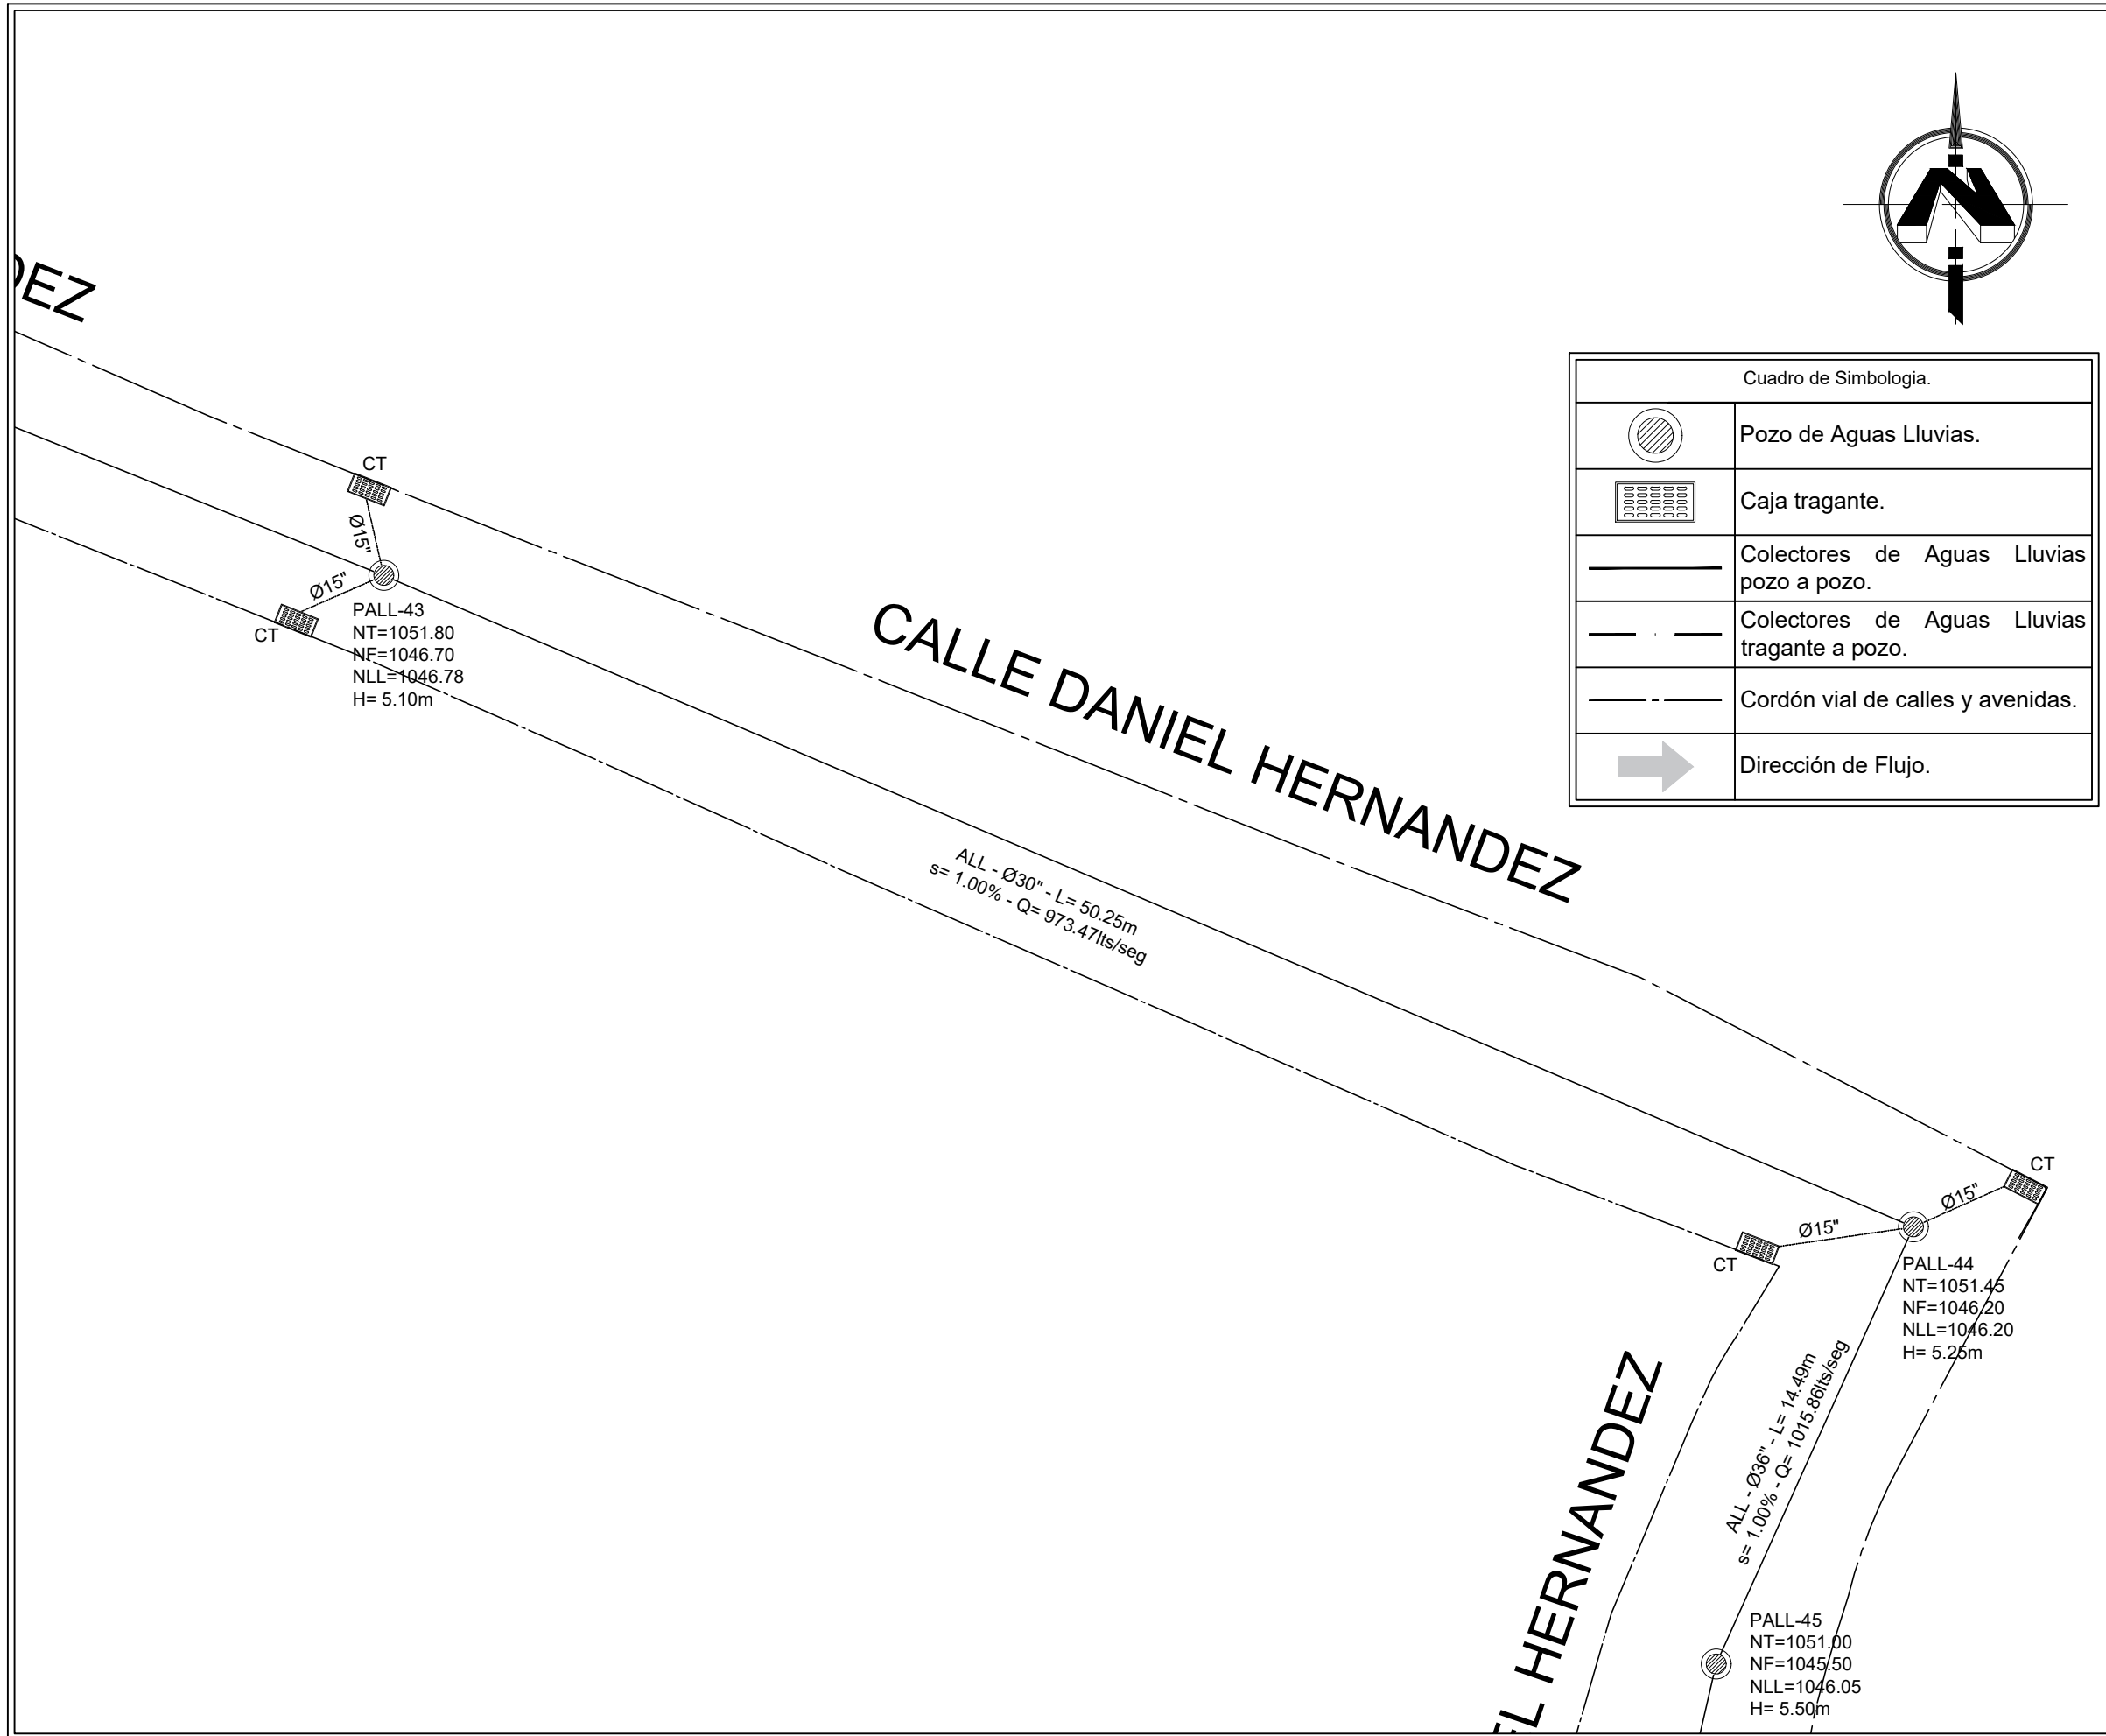 N
DEZ
Cuadro de Simbologia.
Pozo de Aguas Lluvias.
Caja tragante.
Colectores de Aguas Lluvias
pozo a pozo.
Colectores de Aguas Lluvias
tragante a pozo.
Cordón vial de calles y avenidas.
Dirección de Flujo.
CT
Ø15"
Ø15"
CT
PALL-43
NT=1051.80
NF=1046.70
NLL=1046.78
H= 5.10m
CALLE DANIEL HERNANDEZ
ALL - Ø30" - L= 50.25m
s= 1.00% - Q= 973.47lts/seg
CT
Ø15"
Ø15"
CT
PALL-44
NT=1051.45
NF=1046.20
NLL=1046.20
H= 5.25m
ALL - Ø36" - L= 14.49m
s= 1.00% - Q= 1015.86lts/seg
EL HERNANDEZ
PALL-45
NT=1051.00
NF=1045.50
NLL=1046.05
H= 5.50m